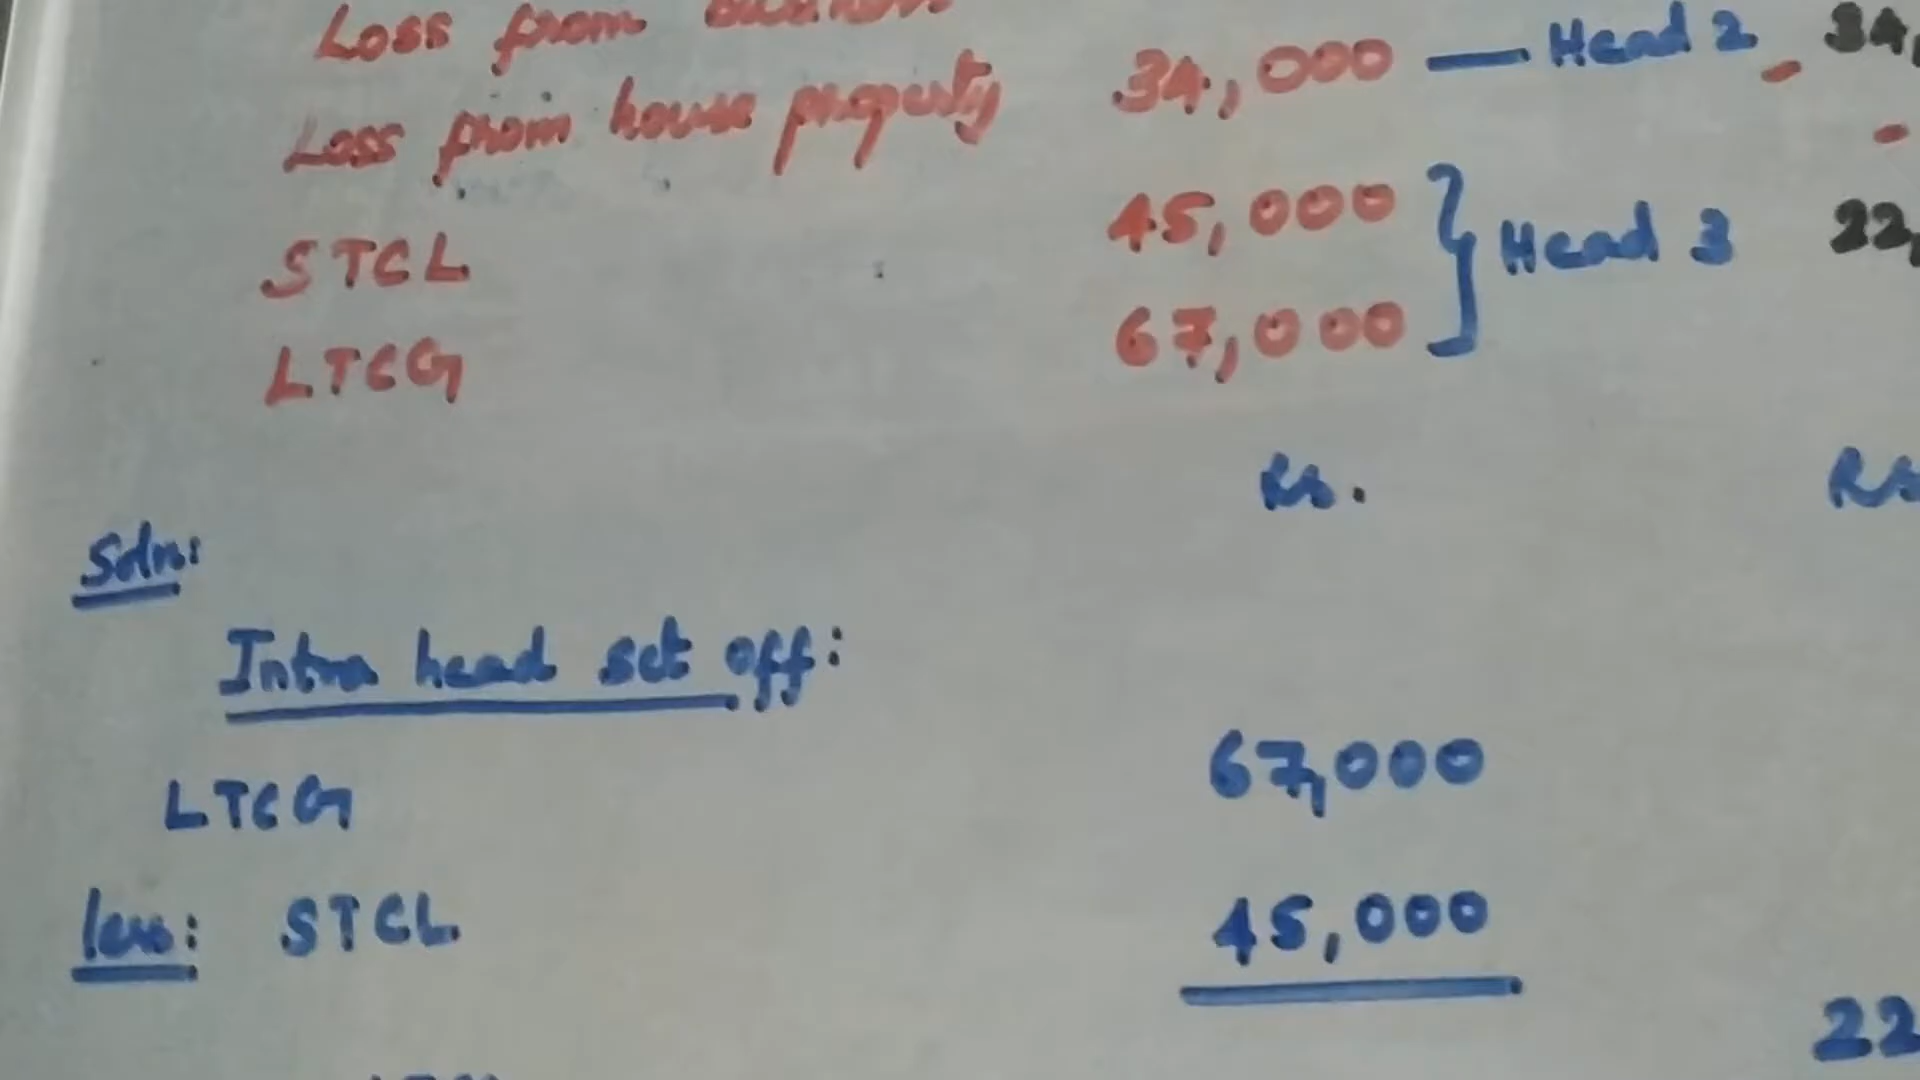 Loss from business
Loss from house property 34,000 — Head 2 - 34,
STCL 45,000 } Head 3 22,
LTCG 67,000
Rs. Rs
Soln:
Intra head set off:
LTCG 67,000
less: STCL 45,000
22